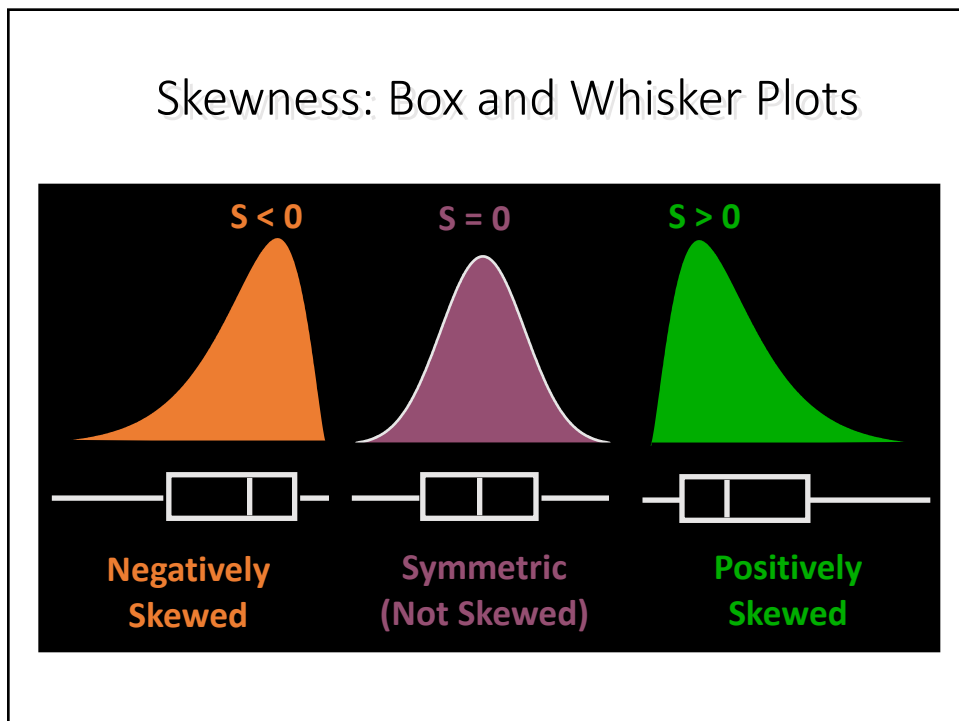 Skewness: Box and Whisker Plots
S < 0
S = 0
S > 0
Negatively
Skewed
Symmetric
(Not Skewed)
Positively
Skewed